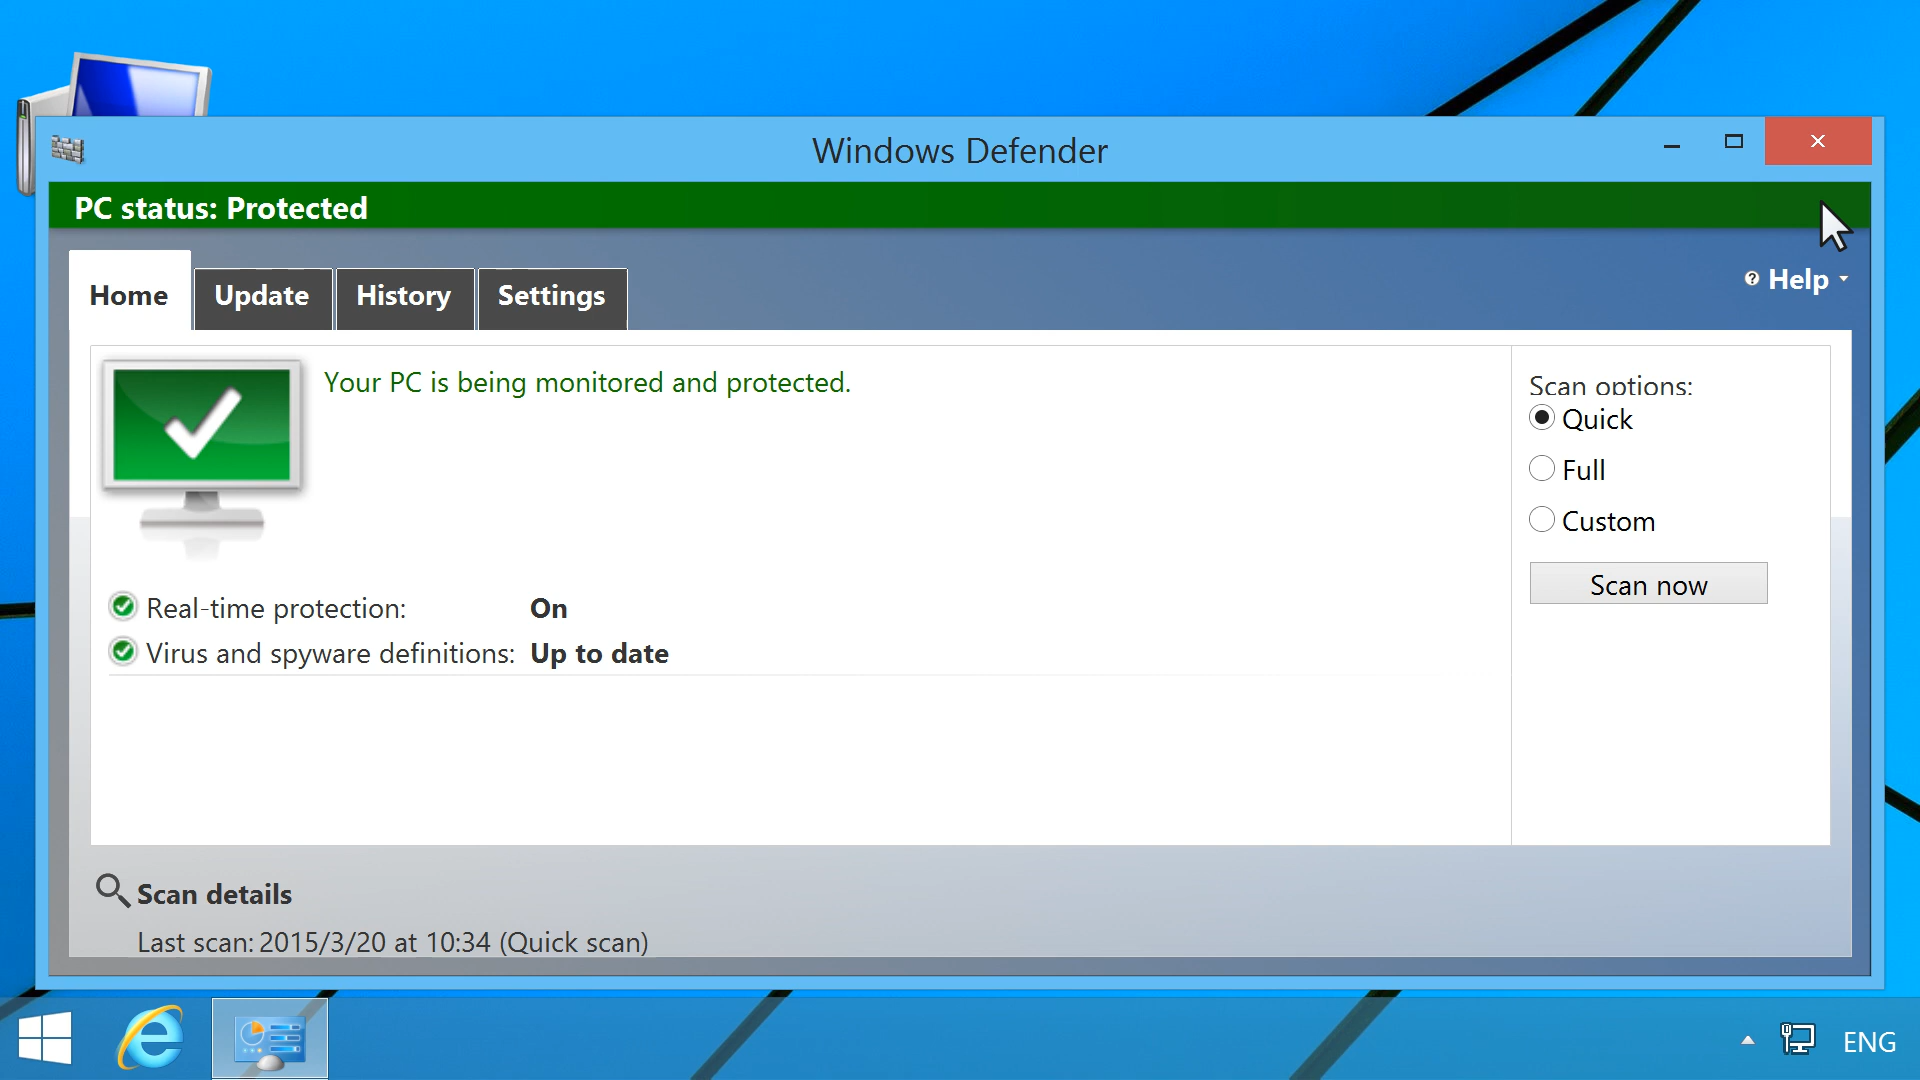 Windows Defender
PC status: Protected
Home Update History Settings
Help
Your PC is being monitored and protected.
Scan options:
Quick
Full
Custom
Scan now
Real-time protection: On
Virus and spyware definitions: Up to date
Scan details
Last scan: 2015/3/20 at 10:34 (Quick scan)
ENG